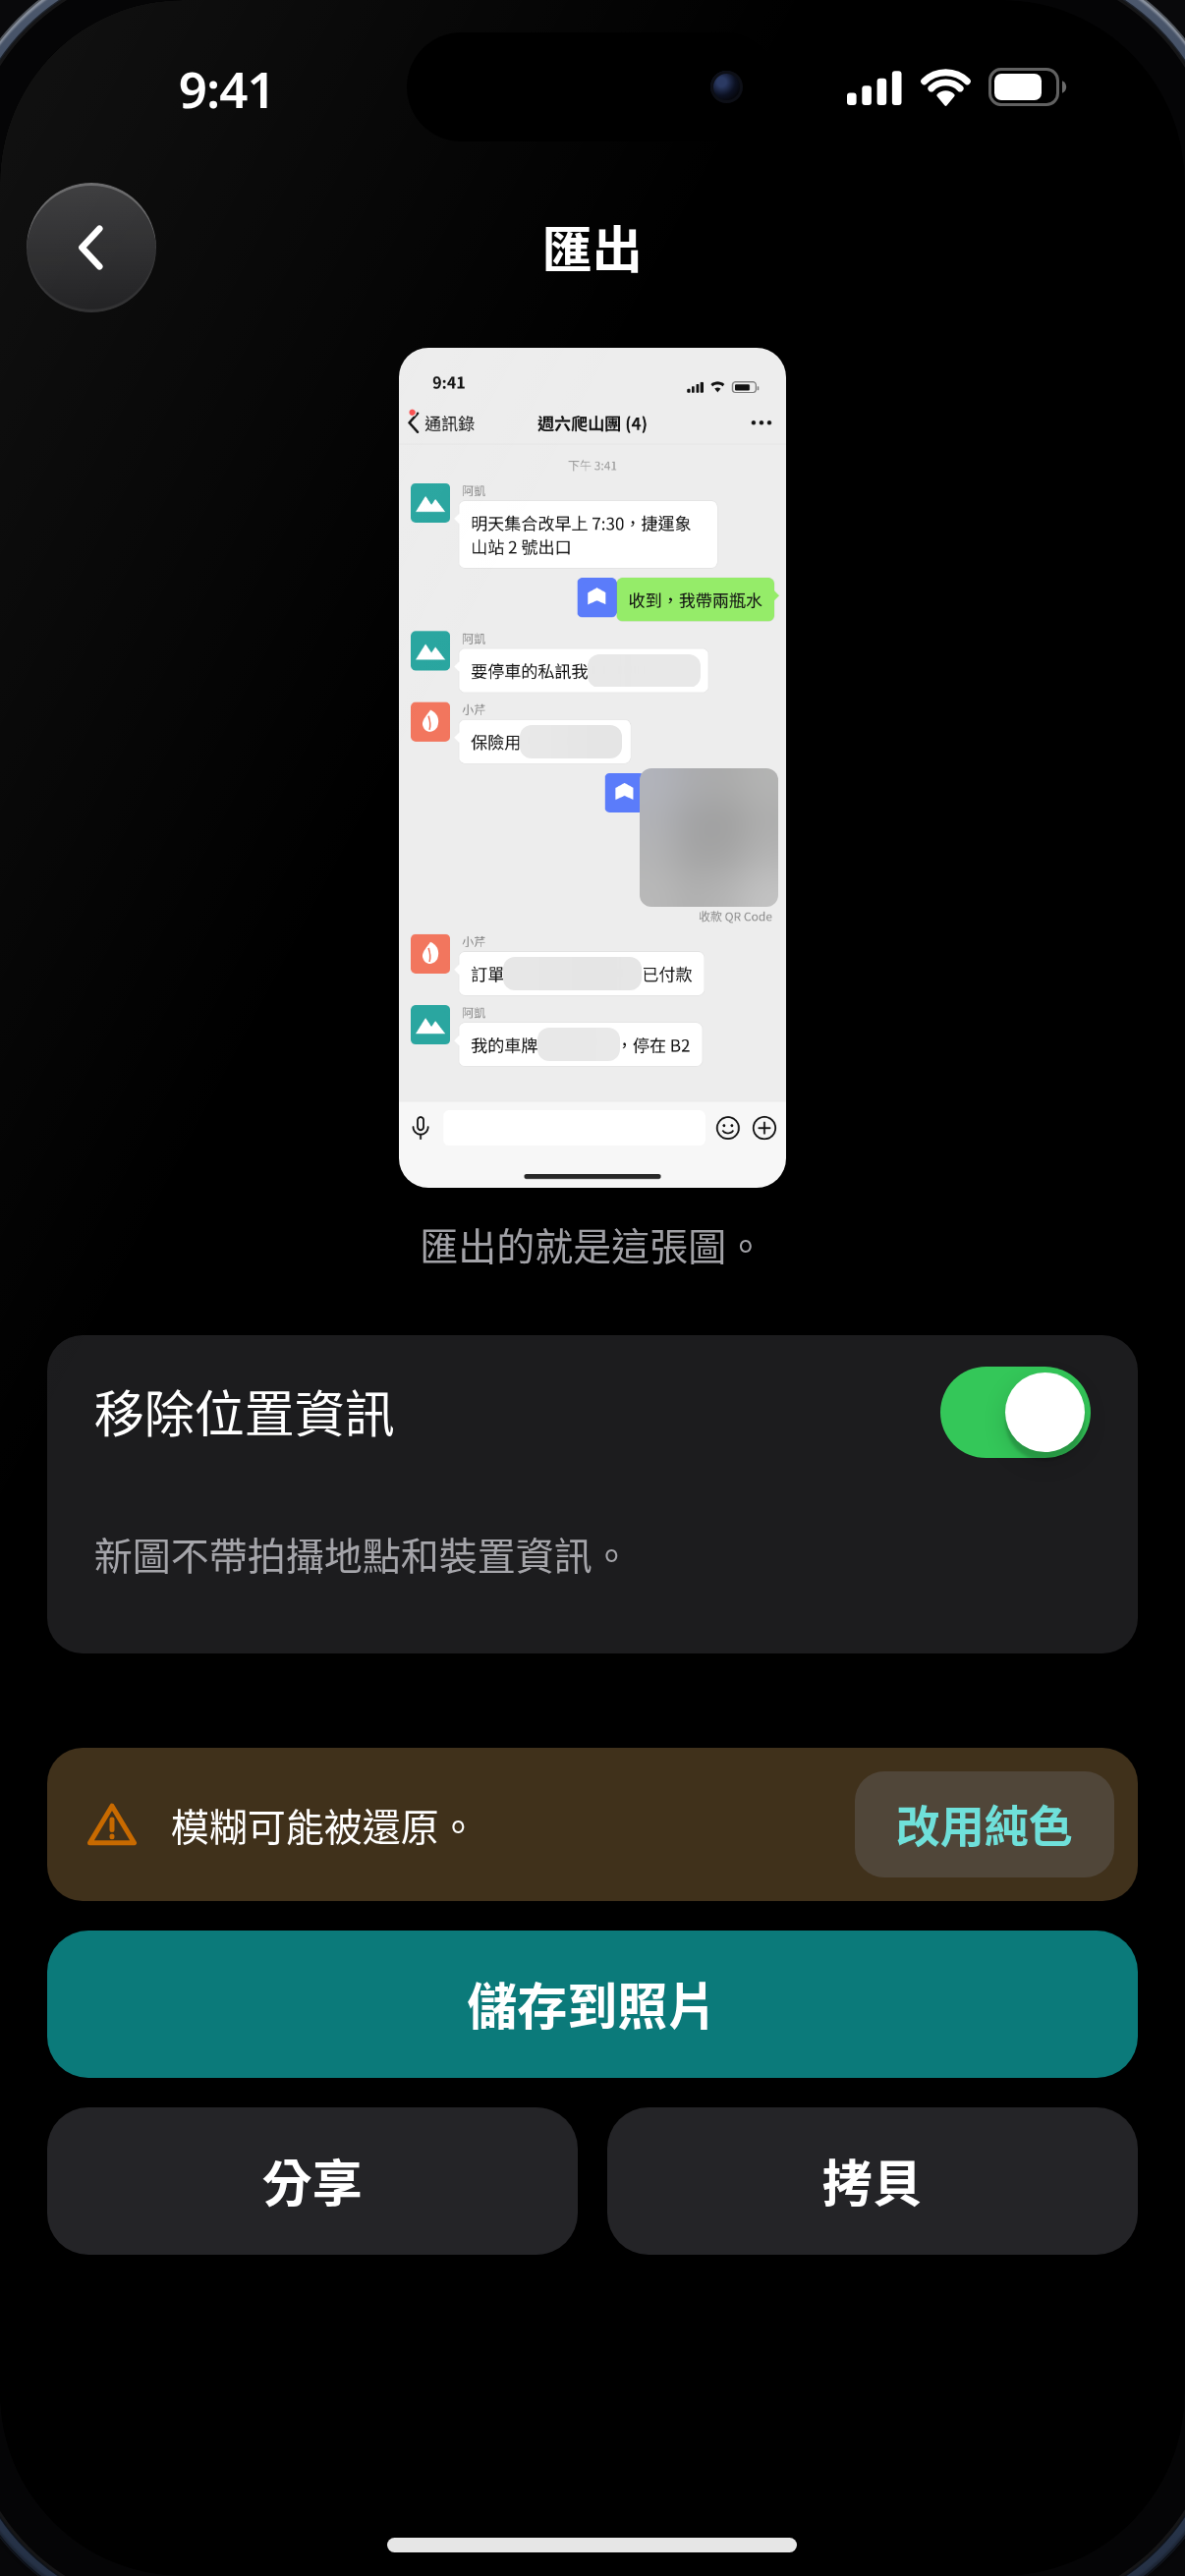 9:41
匯出
9:41
通訊錄
週六爬山團 (4)
下午 3:41
阿凱
明天集合改早上 7:30，捷運象
山站 2 號出口
收到，我帶兩瓶水
阿凱
要停車的私訊我
小芹
保險用
收款 QR Code
小芹
訂單 已付款
阿凱
我的車牌 ，停在 B2
匯出的就是這張圖。
移除位置資訊
新圖不帶拍攝地點和裝置資訊。
模糊可能被還原。
改用純色
儲存到照片
分享
拷貝